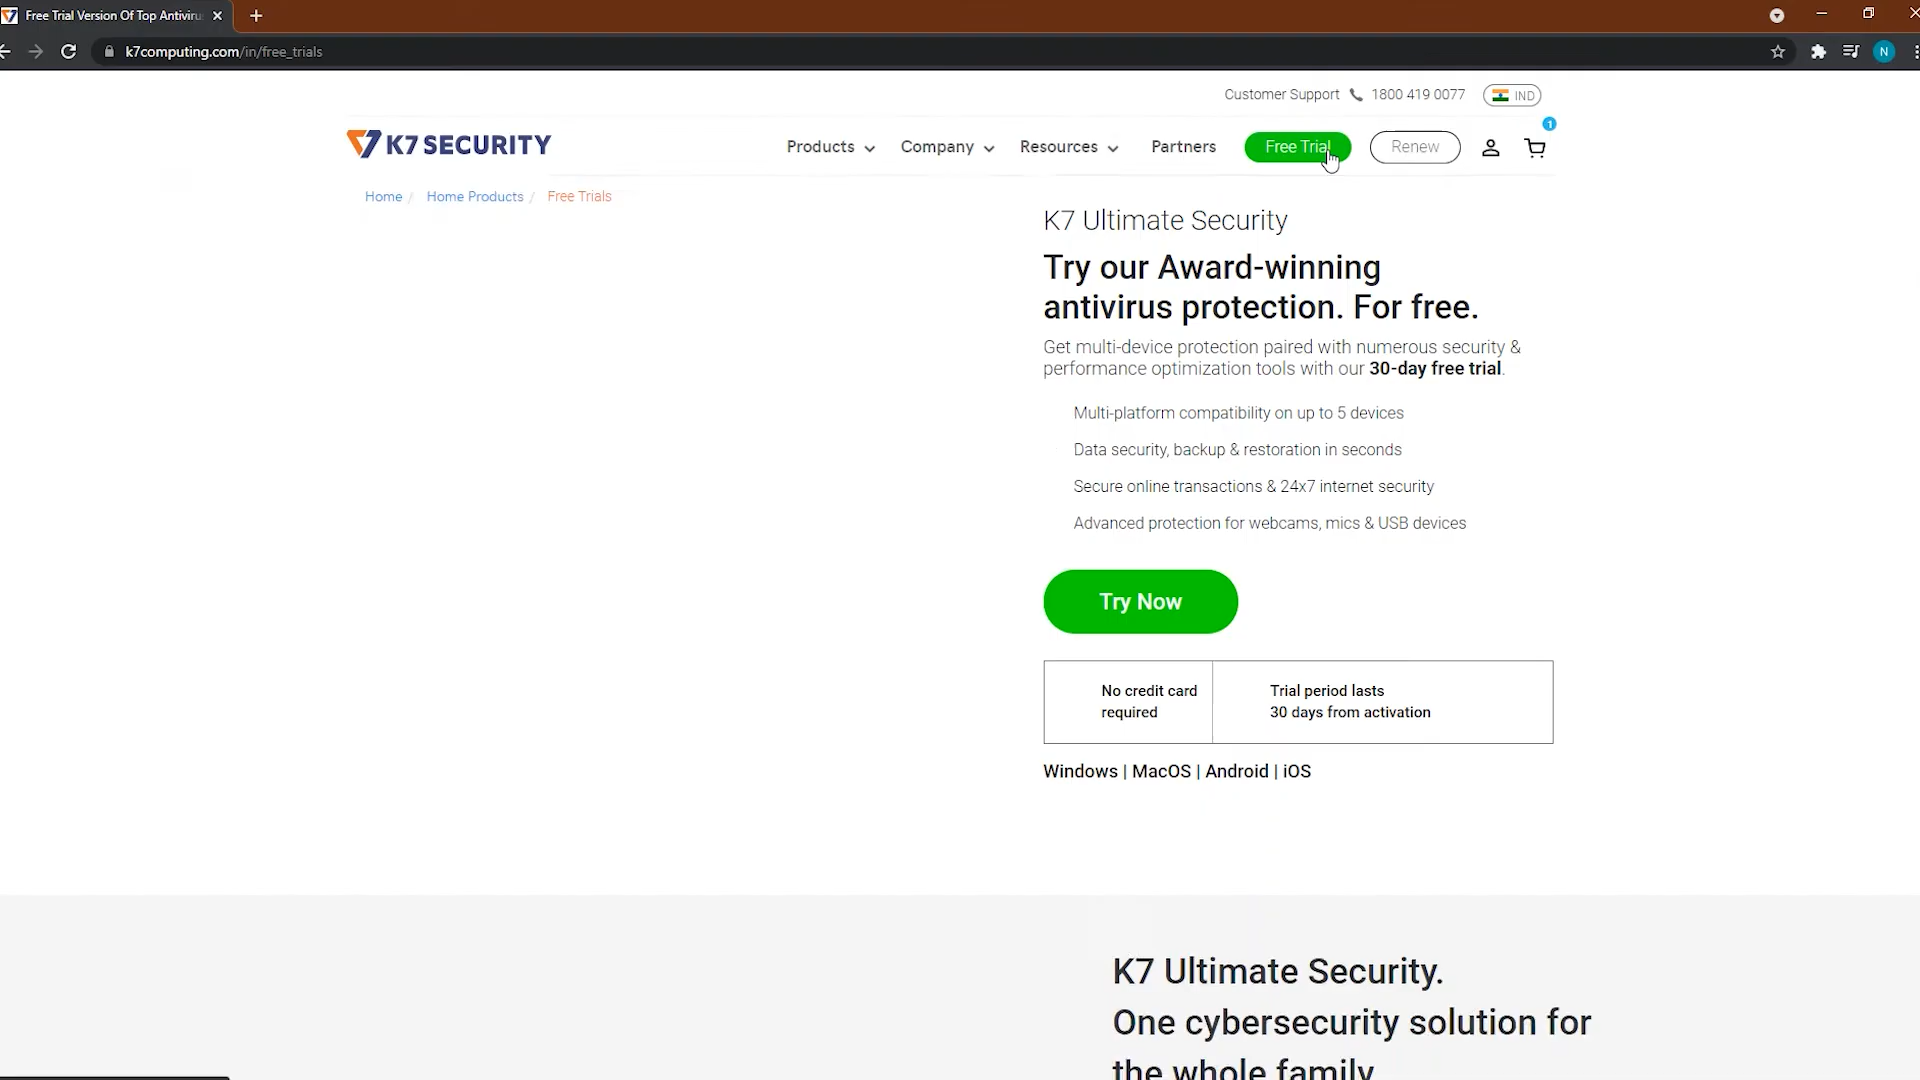 Free Trial Version Of Top Antiviru
k7computing.com/in/free_trials
N
Customer Support 1800 419 0077 IND
K7 SECURITY
Products Company Resources Partners Free Trial Renew 1
Home / Home Products / Free Trials
K7 Ultimate Security
Try our Award-winning
antivirus protection. For free.
Get multi-device protection paired with numerous security &
performance optimization tools with our 30-day free trial.
Multi-platform compatibility on up to 5 devices
Data security, backup & restoration in seconds
Secure online transactions & 24x7 internet security
Advanced protection for webcams, mics & USB devices
Try Now
No credit card
required
Trial period lasts
30 days from activation
Windows | MacOS | Android | iOS
K7 Ultimate Security.
One cybersecurity solution for
the whole family